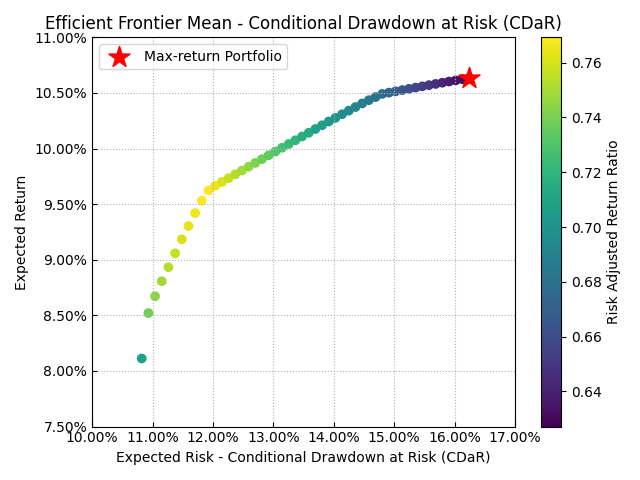 Efficient Frontier Mean - Conditional Drawdown at Risk (CDaR)
Max-return Portfolio
11.00%
10.50%
10.00%
9.50%
9.00%
8.50%
8.00%
7.50%
Expected Return
10.00% 11.00% 12.00% 13.00% 14.00% 15.00% 16.00% 17.00%
Expected Risk - Conditional Drawdown at Risk (CDaR)
0.76
0.74
0.72
0.70
0.68
0.66
0.64
Risk Adjusted Return Ratio